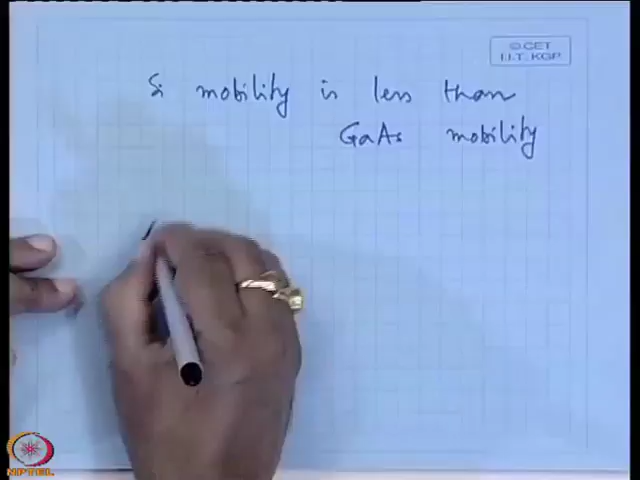 © CET
I.I.T. KGP
Si mobility is less than
GaAs mobility
NPTEL